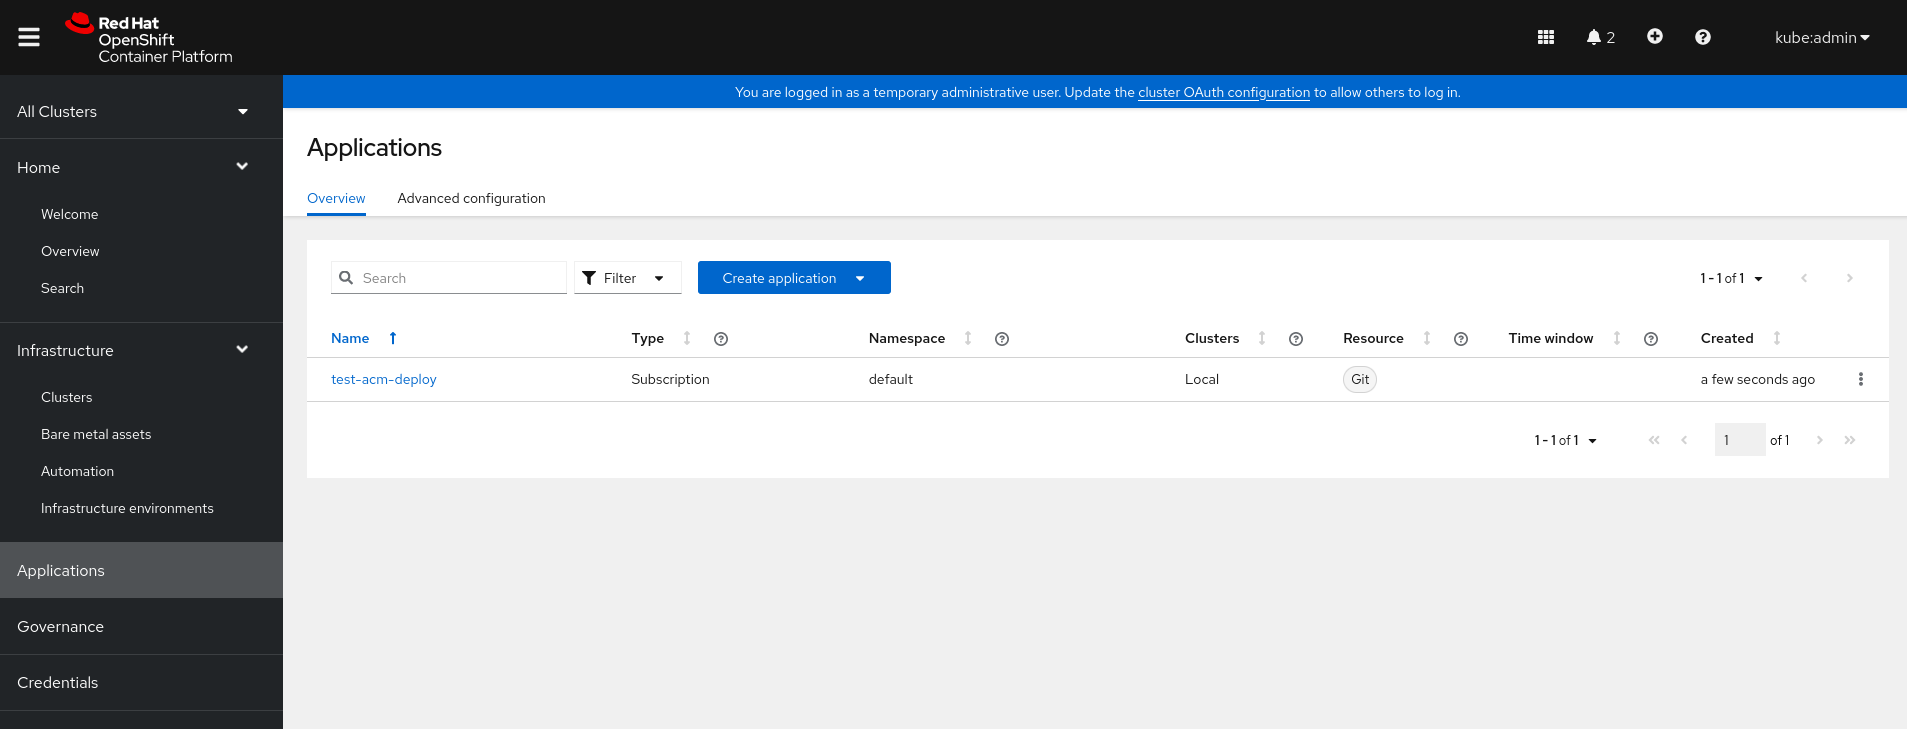 Red Hat
OpenShift
Container Platform
2
kube:admin
All Clusters
Home
Welcome
Overview
Search
Infrastructure
Clusters
Bare metal assets
Automation
Infrastructure environments
Applications
Governance
Credentials
You are logged in as a temporary administrative user. Update the cluster OAuth configuration to allow others to log in.
Applications
Overview Advanced configuration
Search Filter Create application 1 - 1 of 1
Name Type Namespace Clusters Resource Time window Created
test-acm-deploy Subscription default Local Git a few seconds ago
1 - 1 of 1 1 of 1